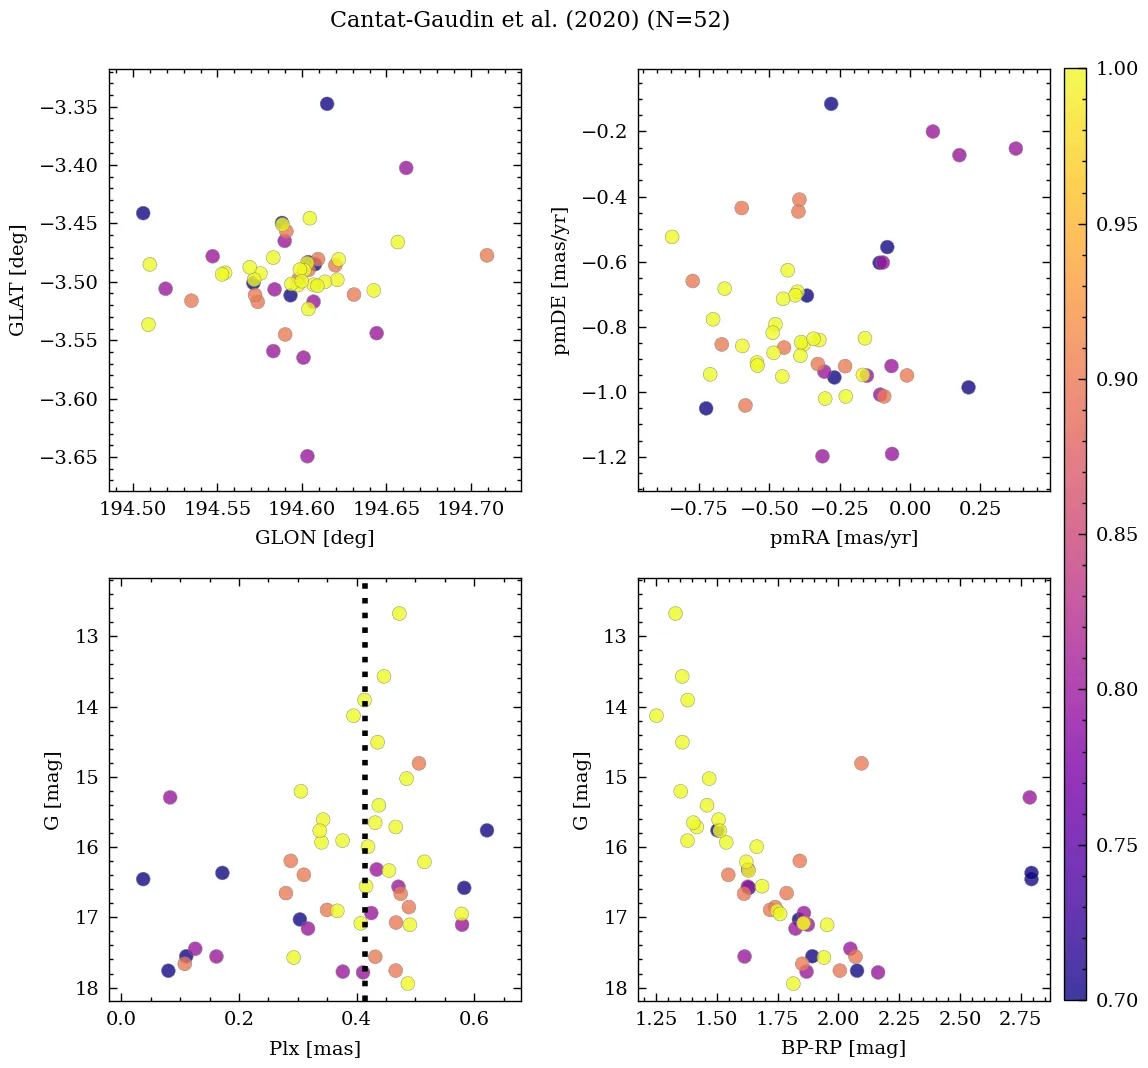 Cantat-Gaudin et al. (2020) (N=52)
−3.35
−3.40
−3.45
−3.50
−3.55
−3.60
−3.65
GLAT [deg]
194.50 194.55 194.60 194.65 194.70
GLON [deg]
−0.2
−0.4
−0.6
−0.8
−1.0
−1.2
pmDE [mas/yr]
−0.75 −0.50 −0.25 0.00 0.25
pmRA [mas/yr]
13
14
15
16
17
18
G [mag]
0.0 0.2 0.4 0.6
Plx [mas]
13
14
15
16
17
18
G [mag]
1.25 1.50 1.75 2.00 2.25 2.50 2.75
BP-RP [mag]
1.00
0.95
0.90
0.85
0.80
0.75
0.70